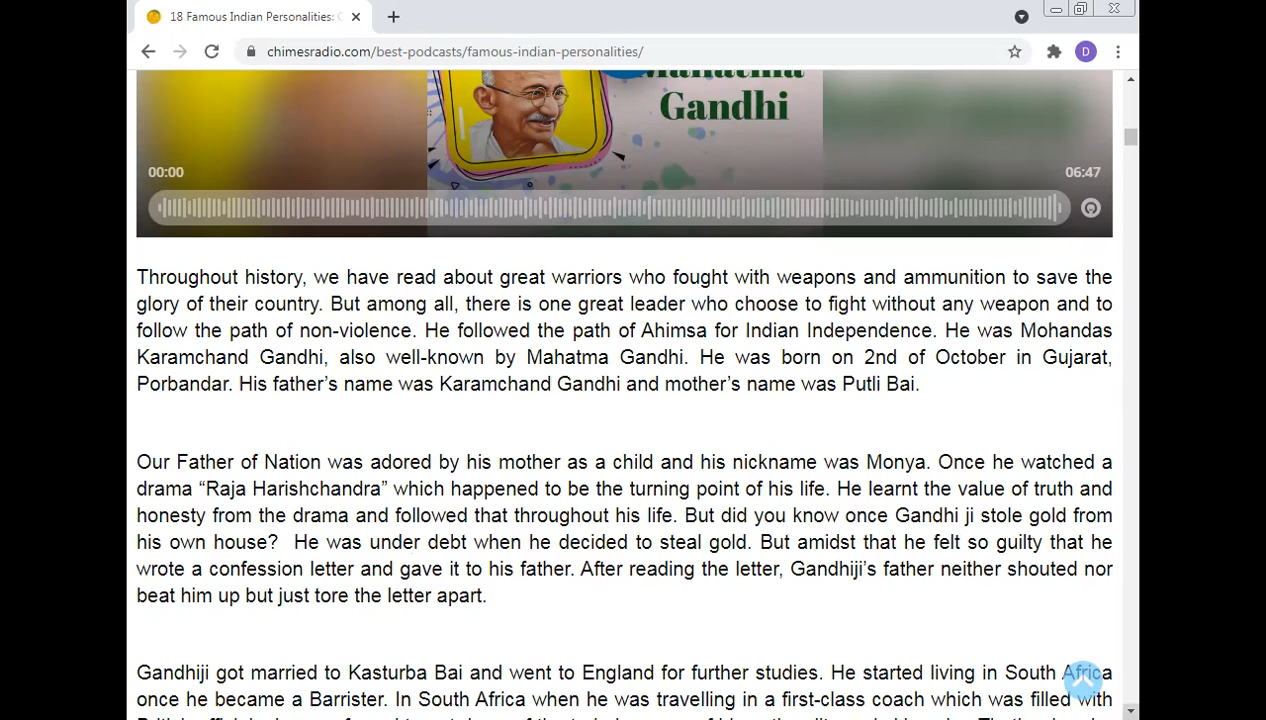 18 Famous Indian Personalities:
chimesradio.com/best-podcasts/famous-indian-personalities/
D
Mahatma
Gandhi
00:00
06:47
Throughout history, we have read about great warriors who fought with weapons and ammunition to save the
glory of their country. But among all, there is one great leader who choose to fight without any weapon and to
follow the path of non-violence. He followed the path of Ahimsa for Indian Independence. He was Mohandas
Karamchand Gandhi, also well-known by Mahatma Gandhi. He was born on 2nd of October in Gujarat,
Porbandar. His father’s name was Karamchand Gandhi and mother’s name was Putli Bai.
Our Father of Nation was adored by his mother as a child and his nickname was Monya. Once he watched a
drama “Raja Harishchandra” which happened to be the turning point of his life. He learnt the value of truth and
honesty from the drama and followed that throughout his life. But did you know once Gandhi ji stole gold from
his own house? He was under debt when he decided to steal gold. But amidst that he felt so guilty that he
wrote a confession letter and gave it to his father. After reading the letter, Gandhiji’s father neither shouted nor
beat him up but just tore the letter apart.
Gandhiji got married to Kasturba Bai and went to England for further studies. He started living in South Africa
once he became a Barrister. In South Africa when he was travelling in a first-class coach which was filled with